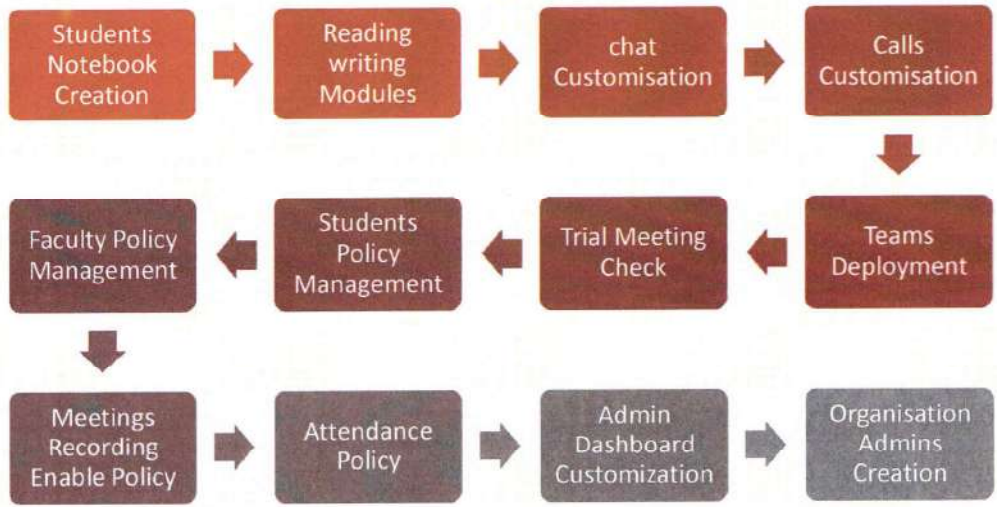 Students
Notebook
Creation
Reading
writing
Modules
chat
Customisation
Calls
Customisation
Teams
Deployment
Trial Meeting
Check
Students
Policy
Management
Faculty Policy
Management
Meetings
Recording
Enable Policy
Attendance
Policy
Admin
Dashboard
Customization
Organisation
Admins
Creation